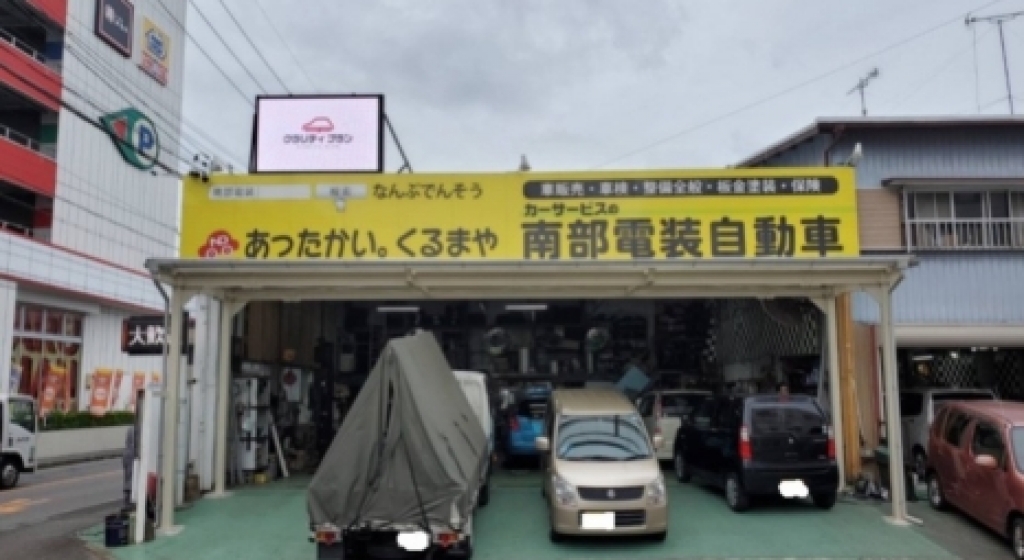 クラリティ プラン
なんぶでんそう
車販売・車検・整備全般・板金塗装・保険
あったかい。くるまや
カーサービスの
南部電装自動車
P